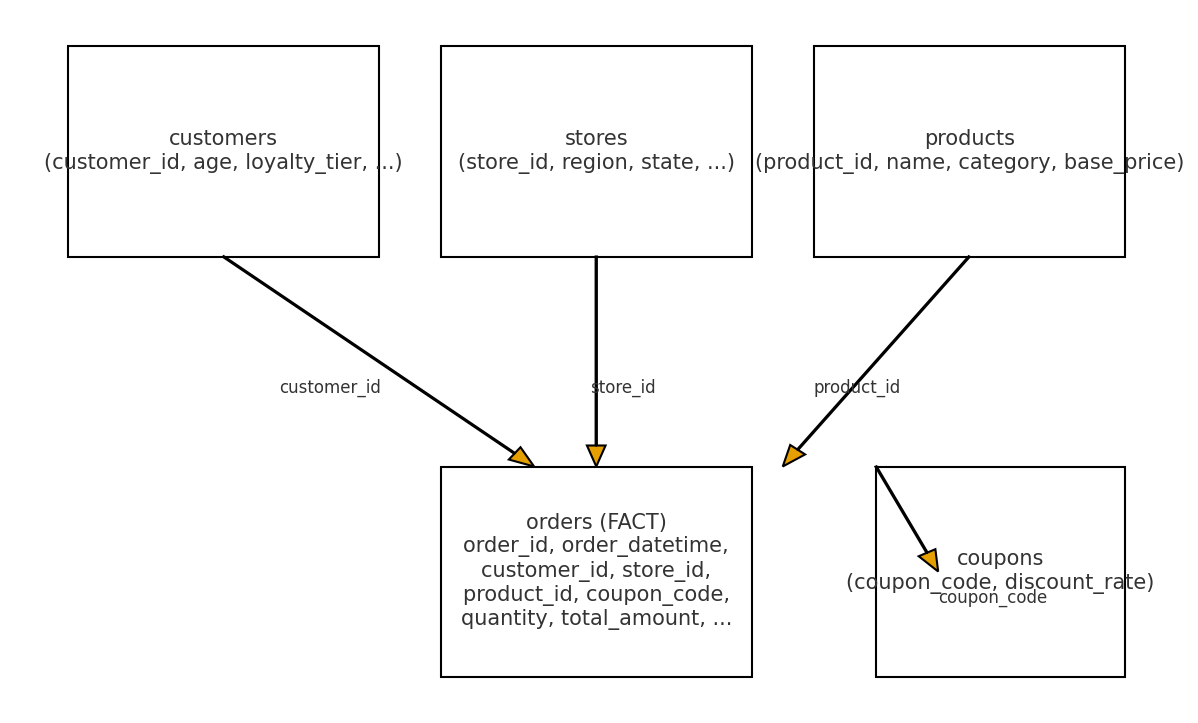 customers
(customer_id, age, loyalty_tier, ...)
stores
(store_id, region, state, ...)
products
(product_id, name, category, base_price)
customer_id
store_id
product_id
orders (FACT)
order_id, order_datetime,
customer_id, store_id,
product_id, coupon_code,
quantity, total_amount, ...
coupons
(coupon_code, discount_rate)
coupon_code